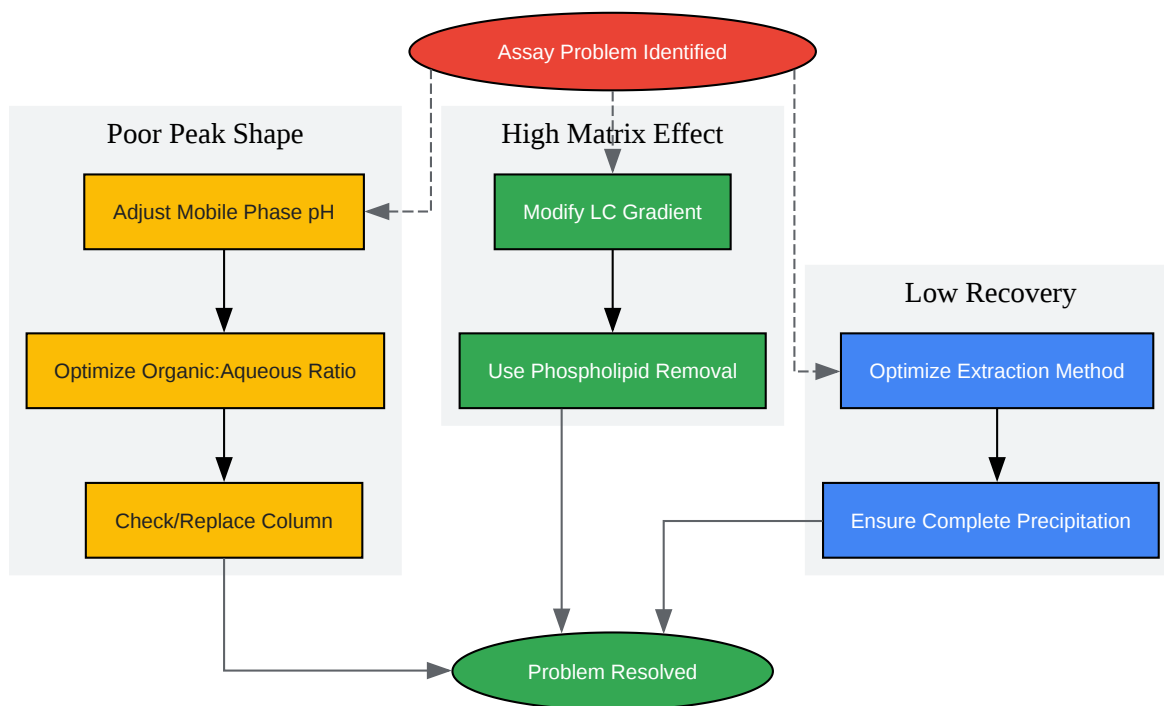 Assay Problem Identified
Poor Peak Shape
Adjust Mobile Phase pH
Optimize Organic:Aqueous Ratio
Check/Replace Column
High Matrix Effect
Modify LC Gradient
Use Phospholipid Removal
Low Recovery
Optimize Extraction Method
Ensure Complete Precipitation
Problem Resolved